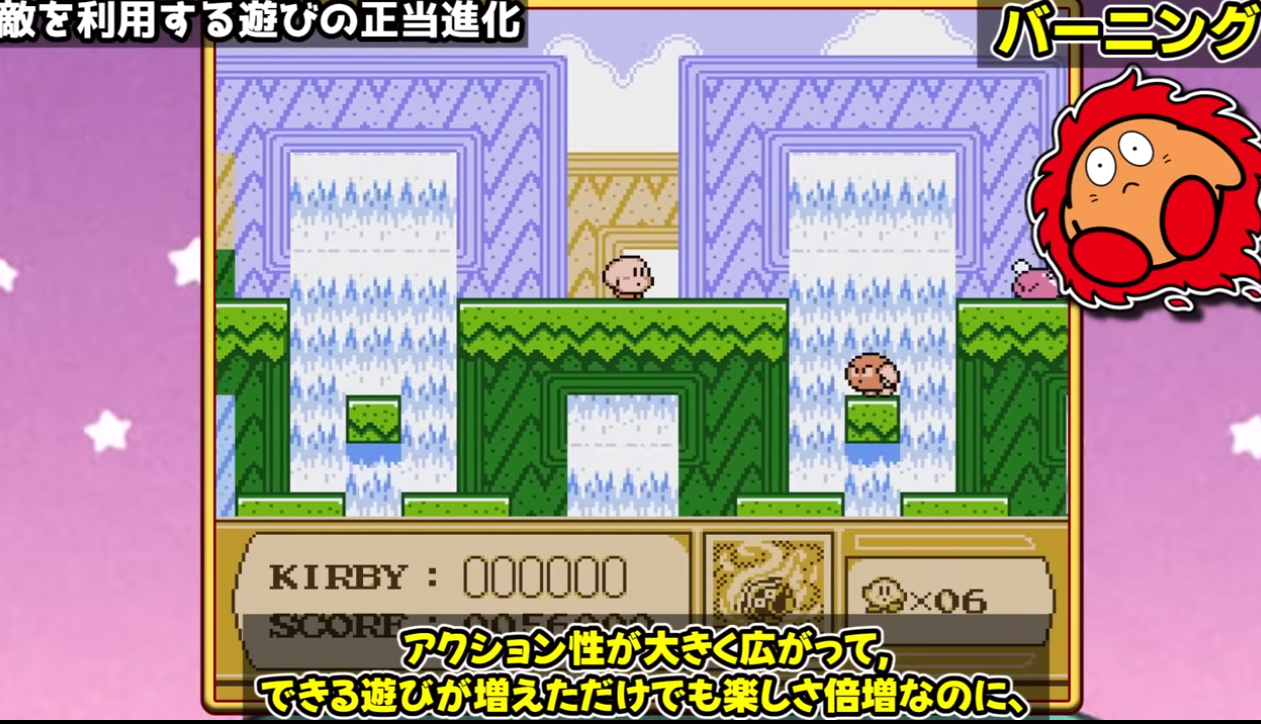 敵を利用する遊びの正当進化
バーニング
KIRBY : 000000
×06
SCORE
アクション性が大きく広がって,
できる遊びが増えただけでも楽しさ倍増なのに、